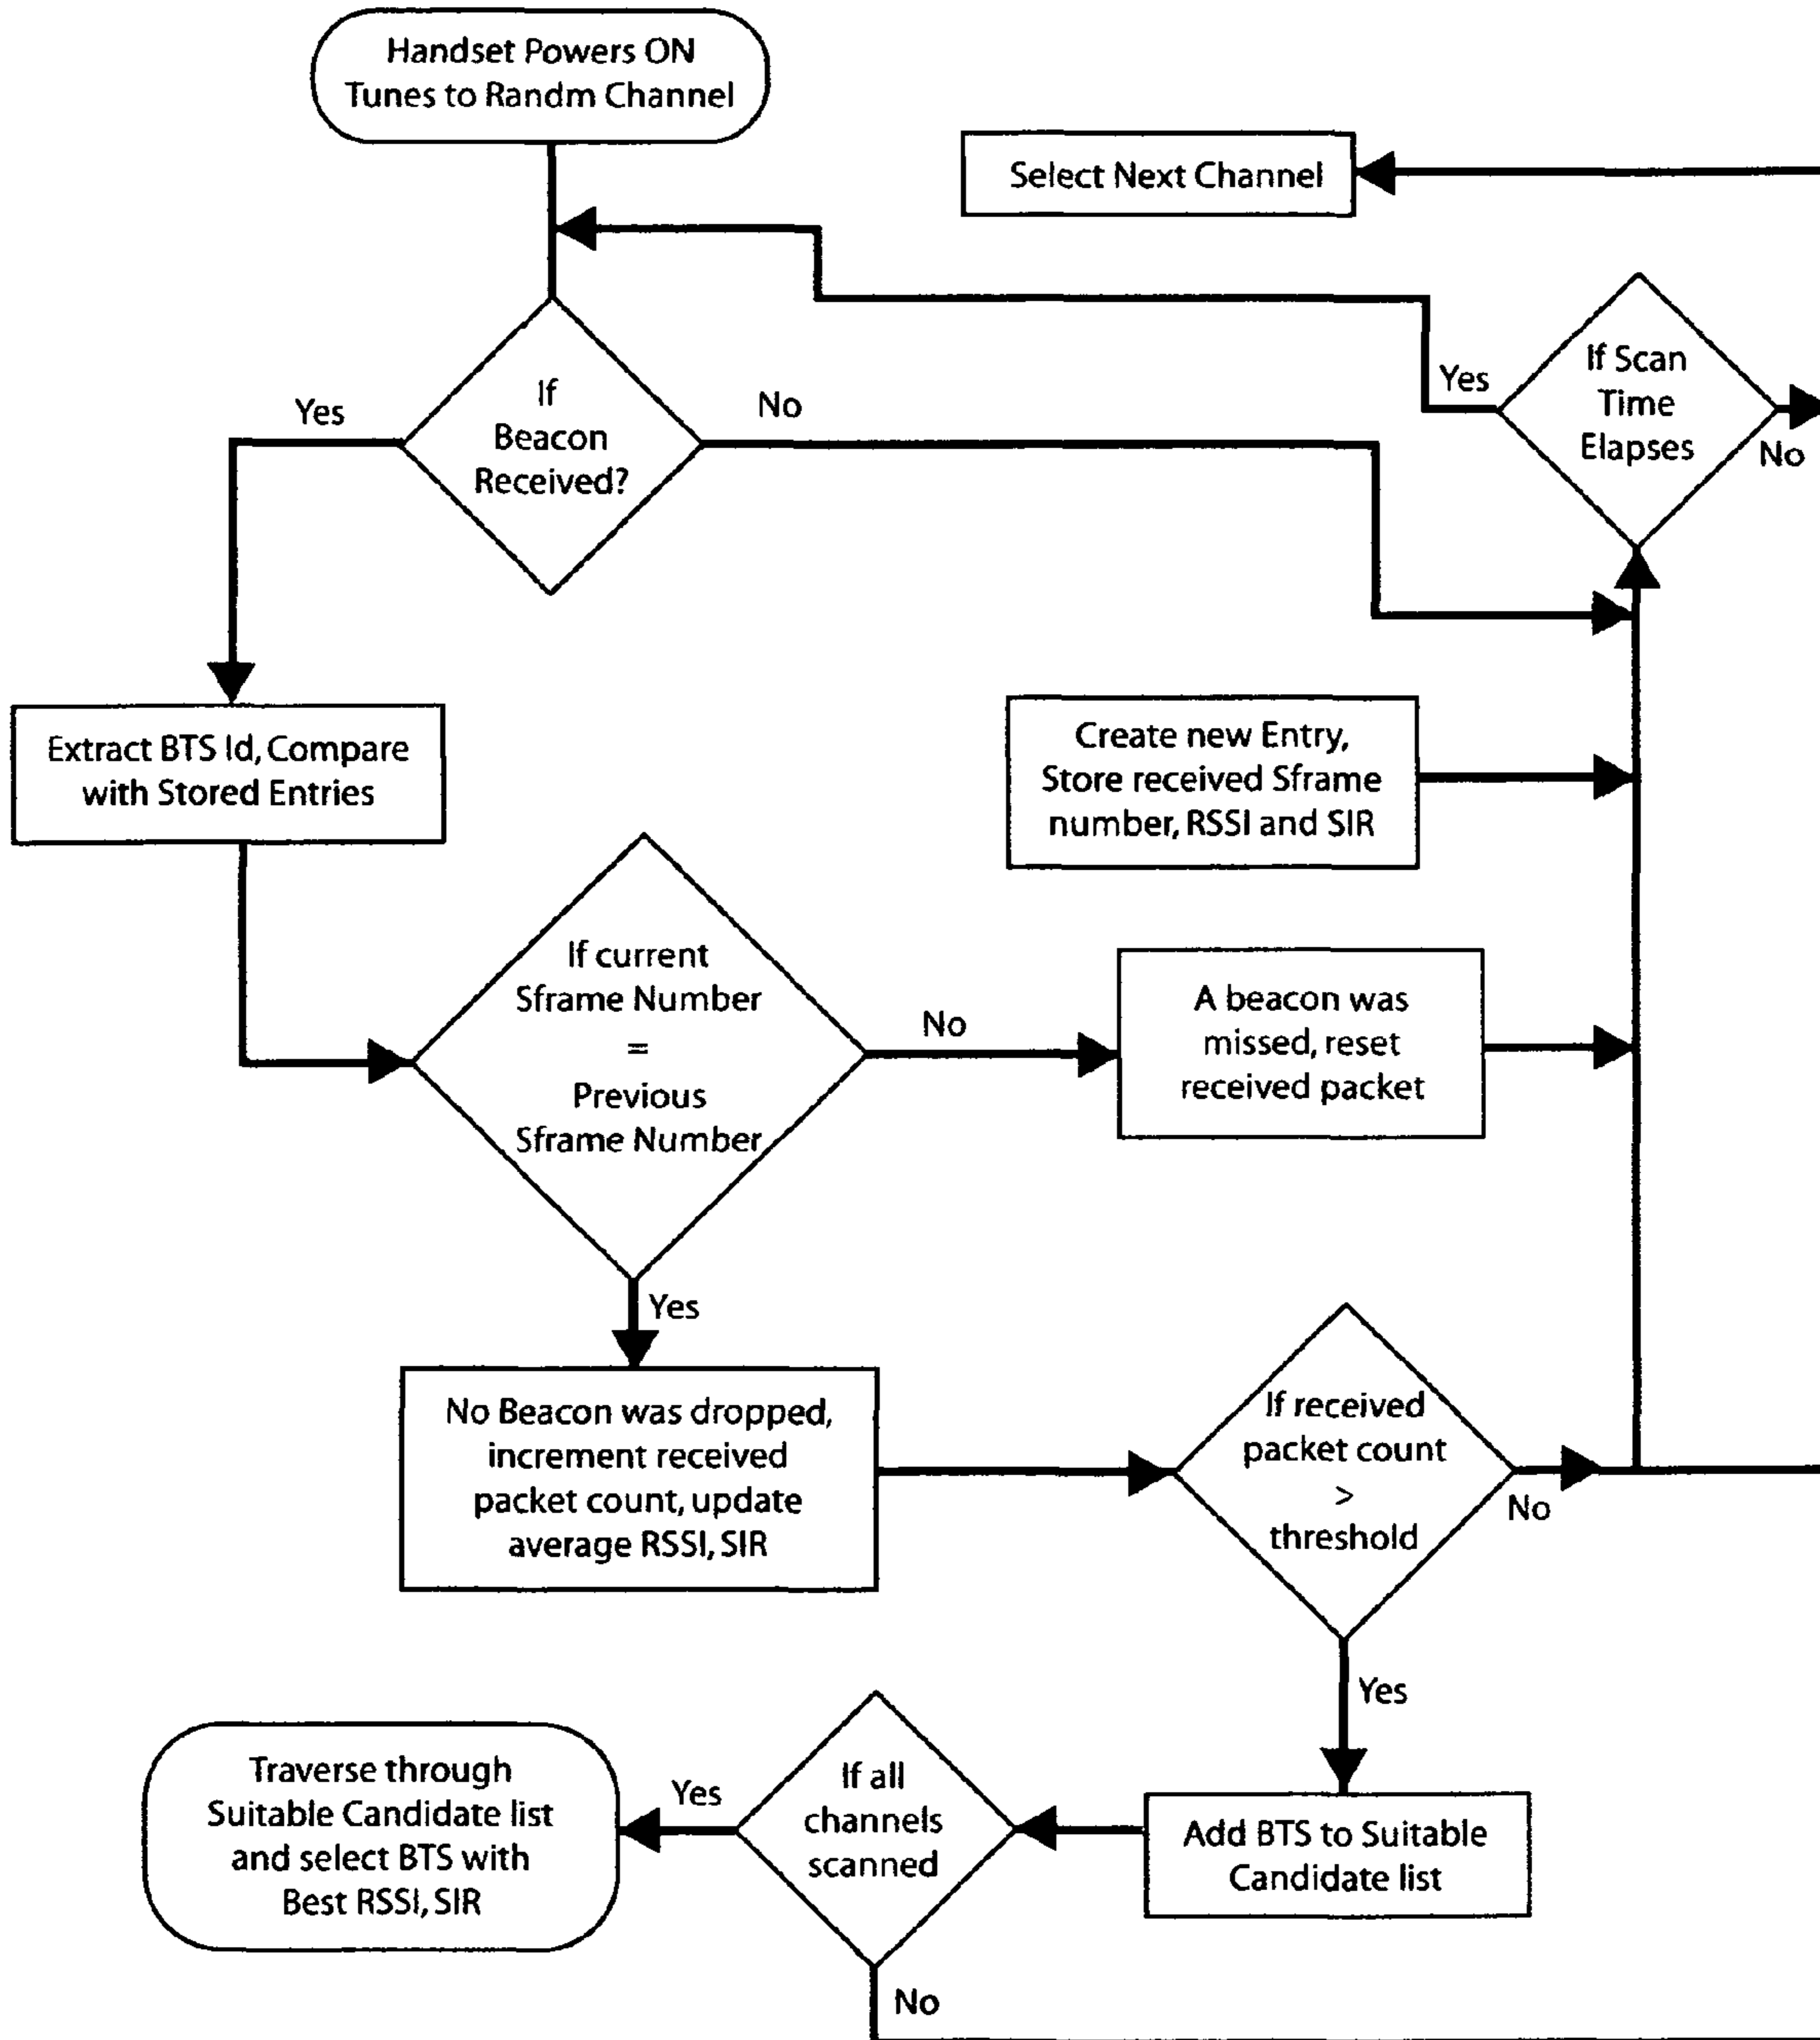 Handset Powers ON
Tunes to Randm Channel
Select Next Channel
If
Beacon
Received?
Yes
No
If Scan
Time
Elapses
Yes
No
Extract BTS Id, Compare
with Stored Entries
Create new Entry,
Store received Sframe
number, RSSI and SIR
If current
Sframe Number
=
Previous
Sframe Number
No
A beacon was
missed, reset
received packet
Yes
No Beacon was dropped,
increment received
packet count, update
average RSSI, SIR
If received
packet count
>
threshold
No
Yes
Traverse through
Suitable Candidate list
and select BTS with
Best RSSI, SIR
Yes
If all
channels
scanned
Add BTS to Suitable
Candidate list
No